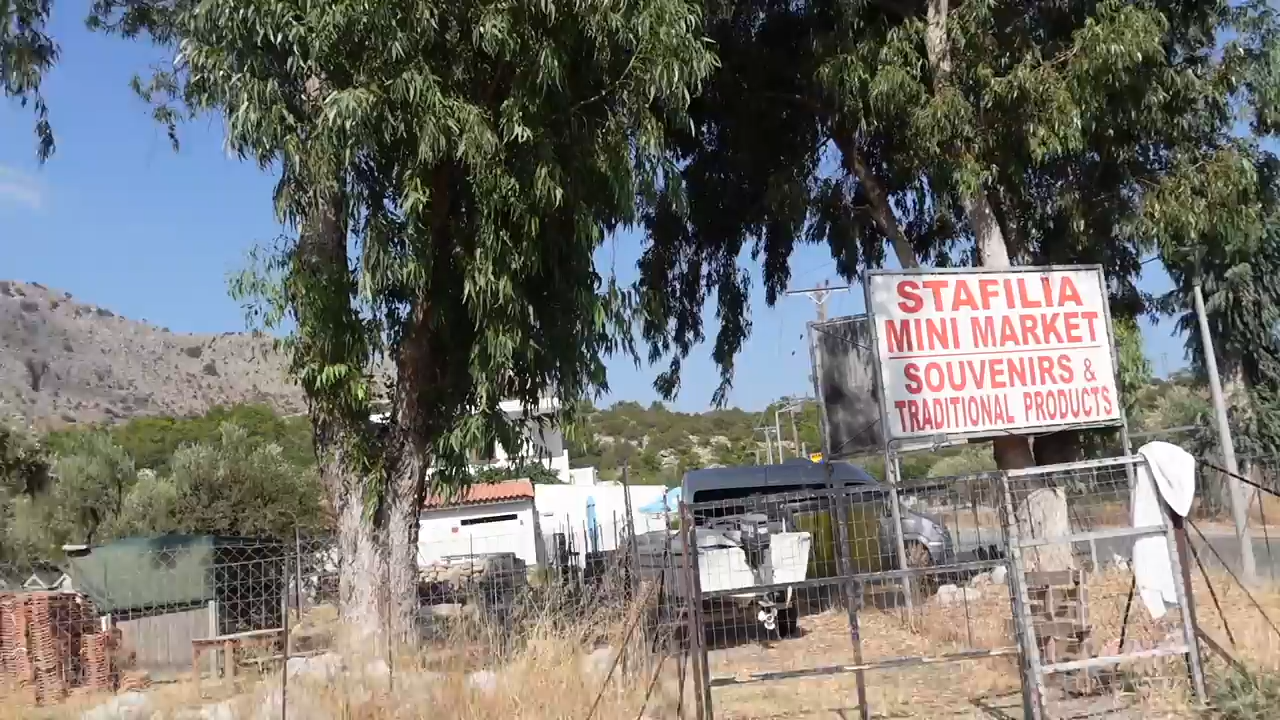 STAFILIA
MINI MARKET
SOUVENIRS &
TRADITIONAL PRODUCTS